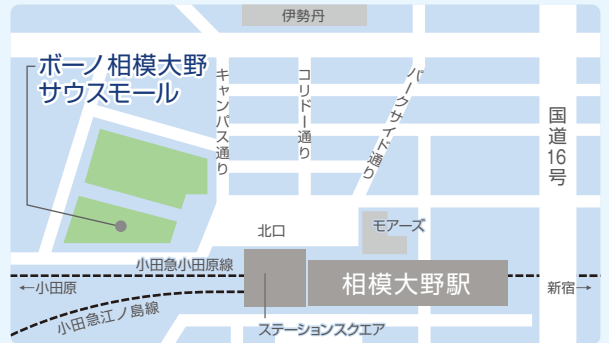 伊勢丹
ボーノ相模大野
サウスモール
キャンパス通り
コリドー通り
パークサイド通り
国道16号
北口
モアーズ
小田急小田原線
←小田原
相模大野駅
新宿→
小田急江ノ島線
ステーションスクエア